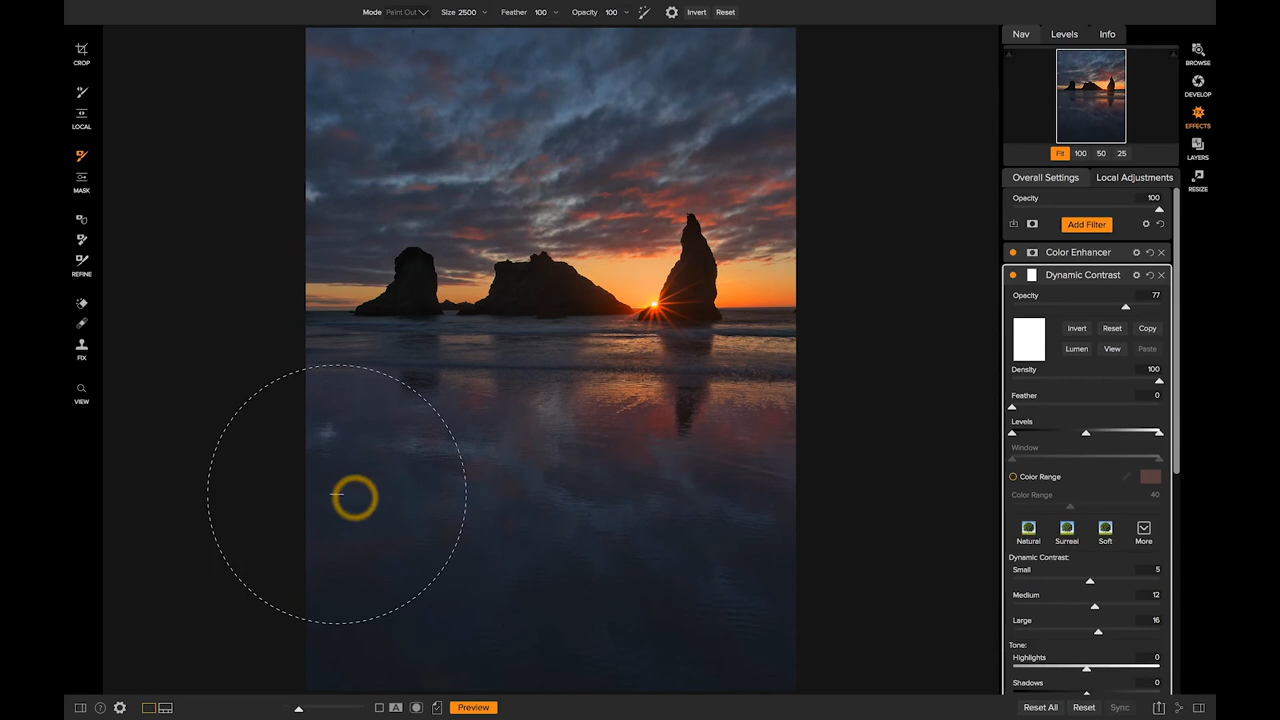 Mode Paint Out Size 2500 Feather 100 Opacity 100 Invert Reset
CROP
LOCAL
MASK
REFINE
FIX
VIEW
Nav Levels Info
Fit 100 50 25
Overall Settings Local Adjustments
Opacity 100
Add Filter
Color Enhancer
Dynamic Contrast
Opacity 77
Invert Reset Copy
Lumen View Paste
Density 100
Feather 0
Levels
Window
Color Range
Color Range 40
Natural Surreal Soft More
Dynamic Contrast:
Small 5
Medium 12
Large 16
Tone:
Highlights 0
Shadows 0
BROWSE
DEVELOP
EFFECTS
LAYERS
RESIZE
? A Preview Reset All Reset Sync